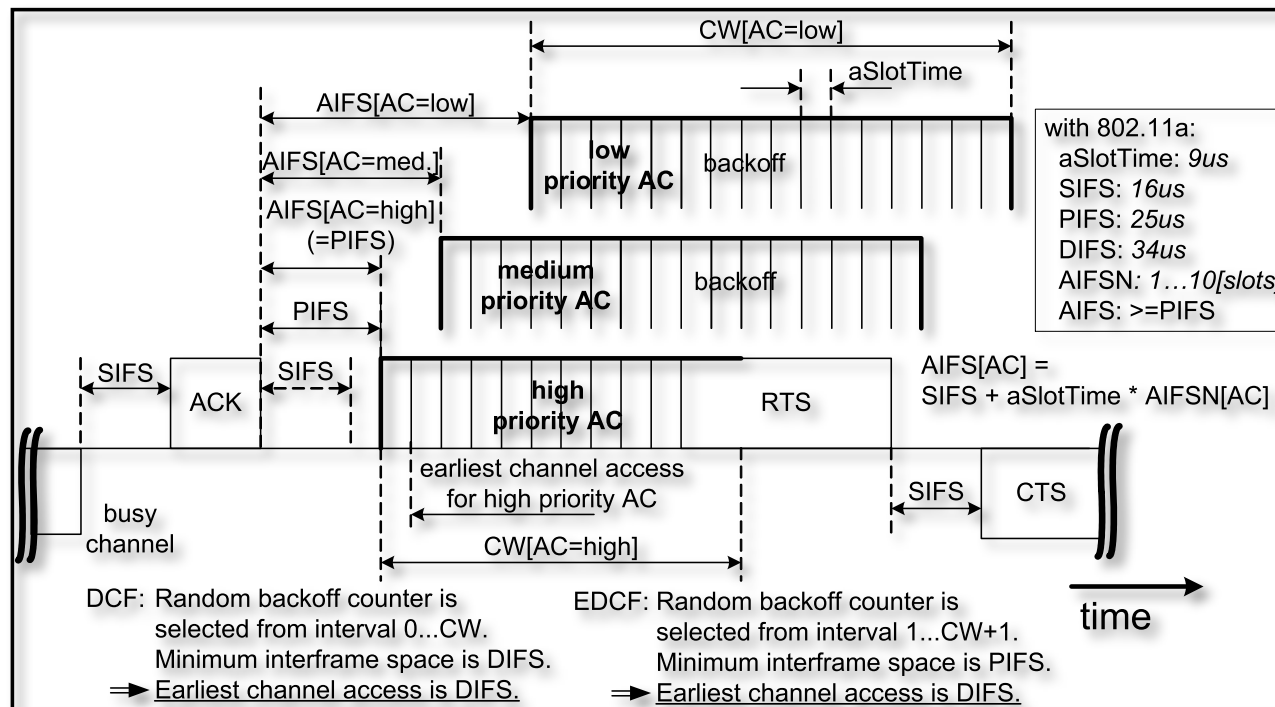 CW[AC=low]
aSlotTime
AIFS[AC=low]
with 802.11a:
aSlotTime: 9us
SIFS: 16us
PIFS: 25us
DIFS: 34us
AIFSN: 1…10[slots]
AIFS: >=PIFS
low
priority AC
backoff
AIFS[AC=med.]
AIFS[AC=high]
(=PIFS)
medium
priority AC
backoff
PIFS
SIFS
ACK
SIFS
high
priority AC
RTS
AIFS[AC] =
SIFS + aSlotTime * AIFSN[AC]
earliest channel access
for high priority AC
SIFS
CTS
busy
channel
CW[AC=high]
time
DCF: Random backoff counter is
selected from interval 0...CW.
Minimum interframe space is DIFS.
Earliest channel access is DIFS.
EDCF: Random backoff counter is
selected from interval 1...CW+1.
Minimum interframe space is PIFS.
Earliest channel access is DIFS.